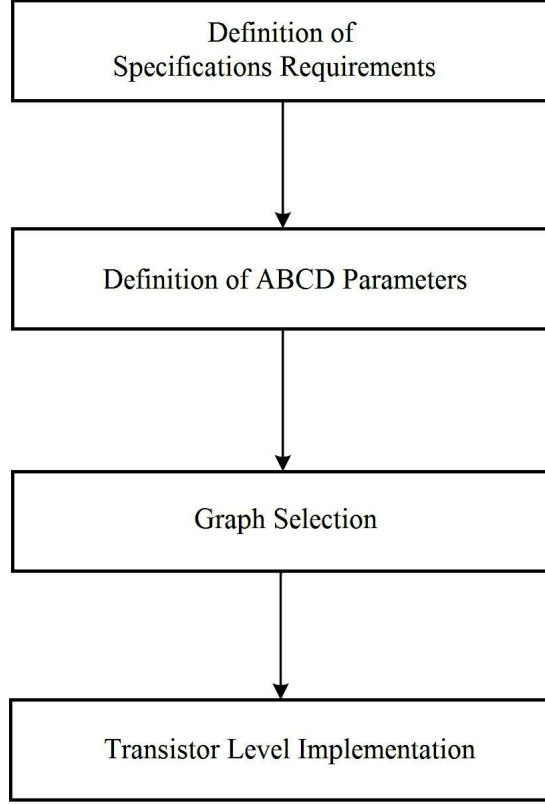 Definition of
Specifications Requirements
Definition of ABCD Parameters
Graph Selection
Transistor Level Implementation